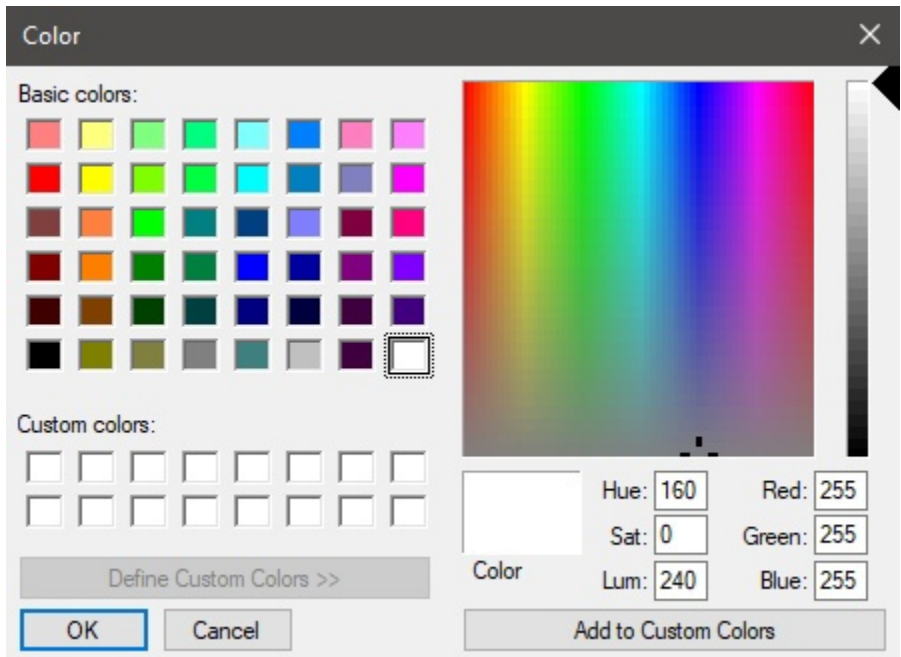 Color
Basic colors:
Custom colors:
Define Custom Colors >>
OK Cancel
Color
Hue: 160 Red: 255
Sat: 0 Green: 255
Lum: 240 Blue: 255
Add to Custom Colors